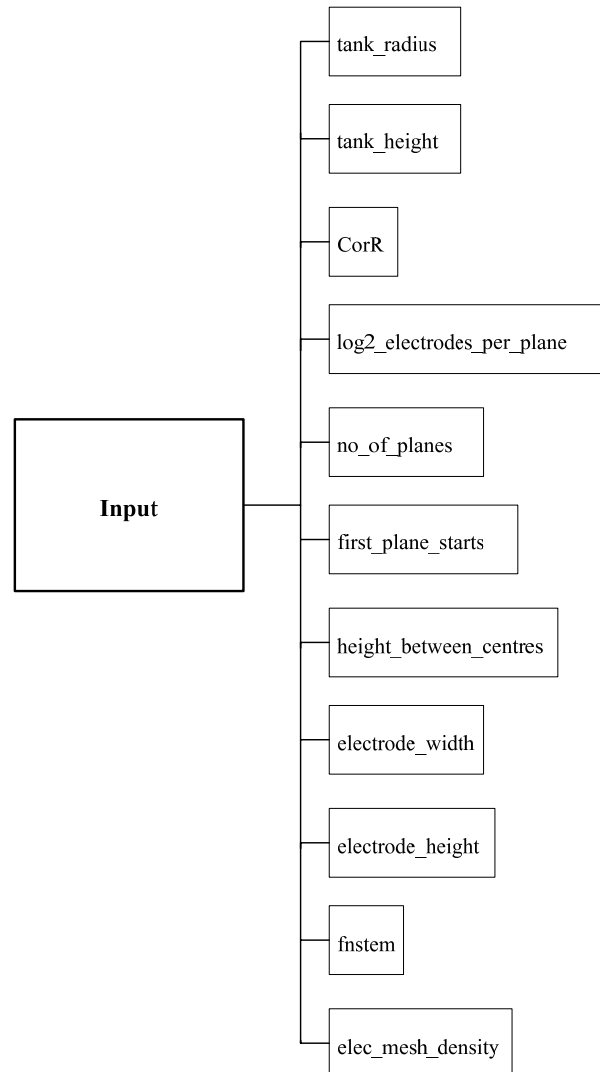 tank_radius
tank_height
CorR
log2_electrodes_per_plane
no_of_planes
Input
first_plane_starts
height_between_centres
electrode_width
electrode_height
fnstem
elec_mesh_density